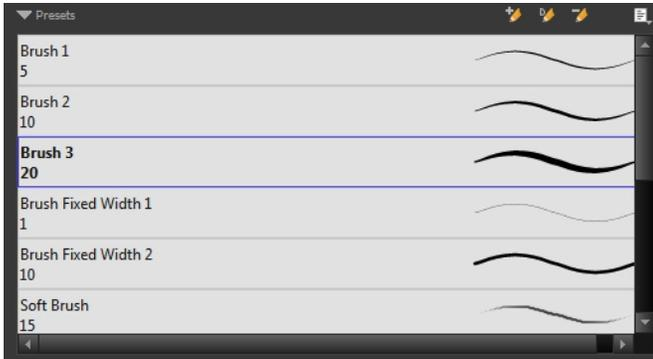 Presets
Brush 1
5
Brush 2
10
Brush 3
20
Brush Fixed Width 1
1
Brush Fixed Width 2
10
Soft Brush
15